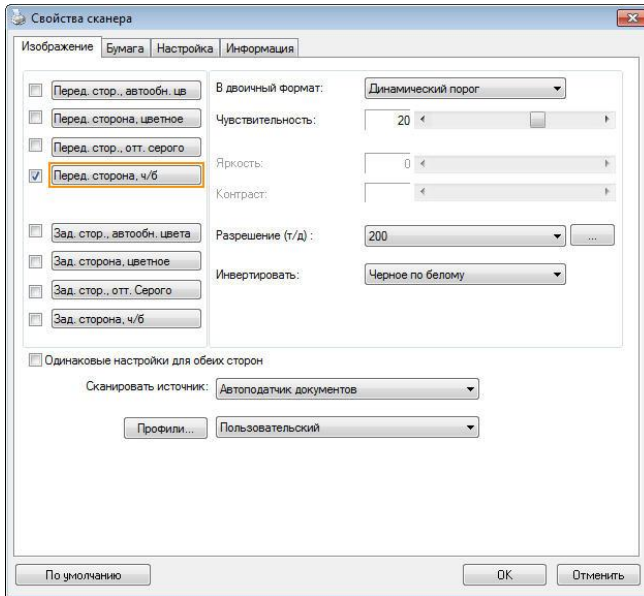 Свойства сканера
Изображение Бумага Настройка Информация
Перед. стор., автообн. цв
Перед. сторона, цветное
Перед. стор., отт. серого
Перед. сторона, ч/б
Зад. стор., автообн. цвета
Зад. сторона, цветное
Зад. стор., отт. Серого
Зад. сторона, ч/б
В двоичный формат: Динамический порог
Чувствительность: 20
Яркость: 0
Контраст:
Разрешение (т/д) : 200 ...
Инвертировать: Черное по белому
Одинаковые настройки для обеих сторон
Сканировать источник: Автоподатчик документов
Профили... Пользовательский
По умолчанию OK Отменить